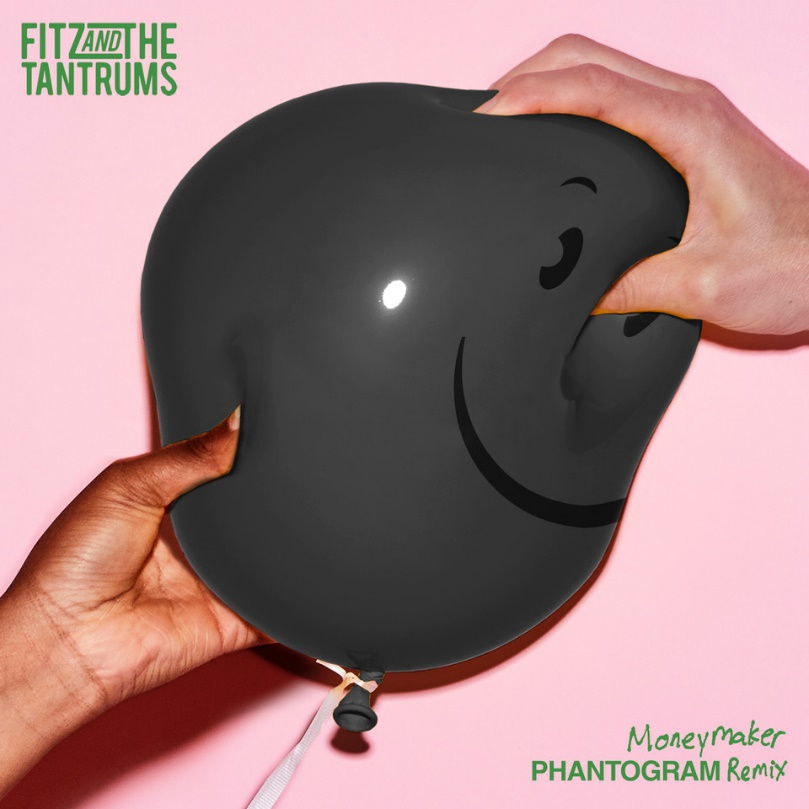 FITZ AND THE
TANTRUMS
Moneymaker
PHANTOGRAM Remix